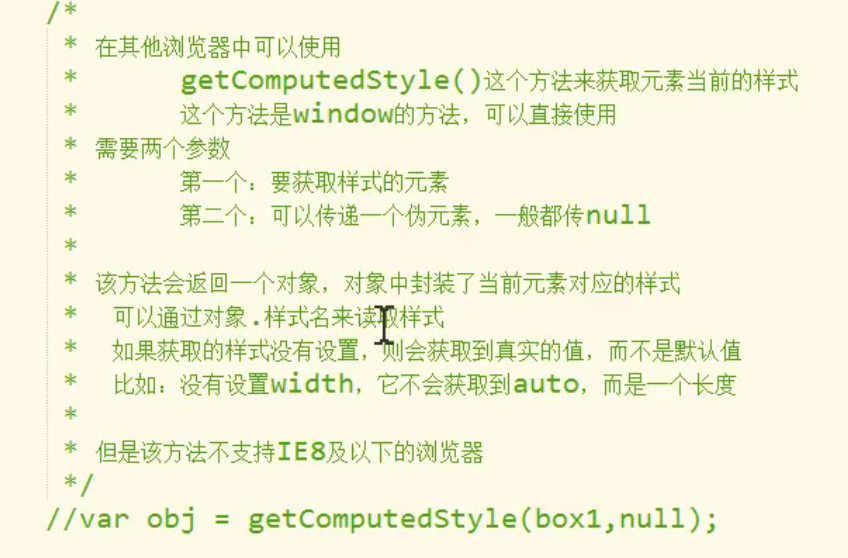 /*
* 在其他浏览器中可以使用
* getComputedStyle()这个方法来获取元素当前的样式
* 这个方法是window的方法，可以直接使用
* 需要两个参数
* 第一个：要获取样式的元素
* 第二个：可以传递一个伪元素，一般都传null
*
* 该方法会返回一个对象，对象中封装了当前元素对应的样式
* 可以通过对象.样式名来读取样式
* 如果获取的样式没有设置，则会获取到真实的值，而不是默认值
* 比如：没有设置width，它不会获取到auto，而是一个长度
*
* 但是该方法不支持IE8及以下的浏览器
*/
//var obj = getComputedStyle(box1,null);